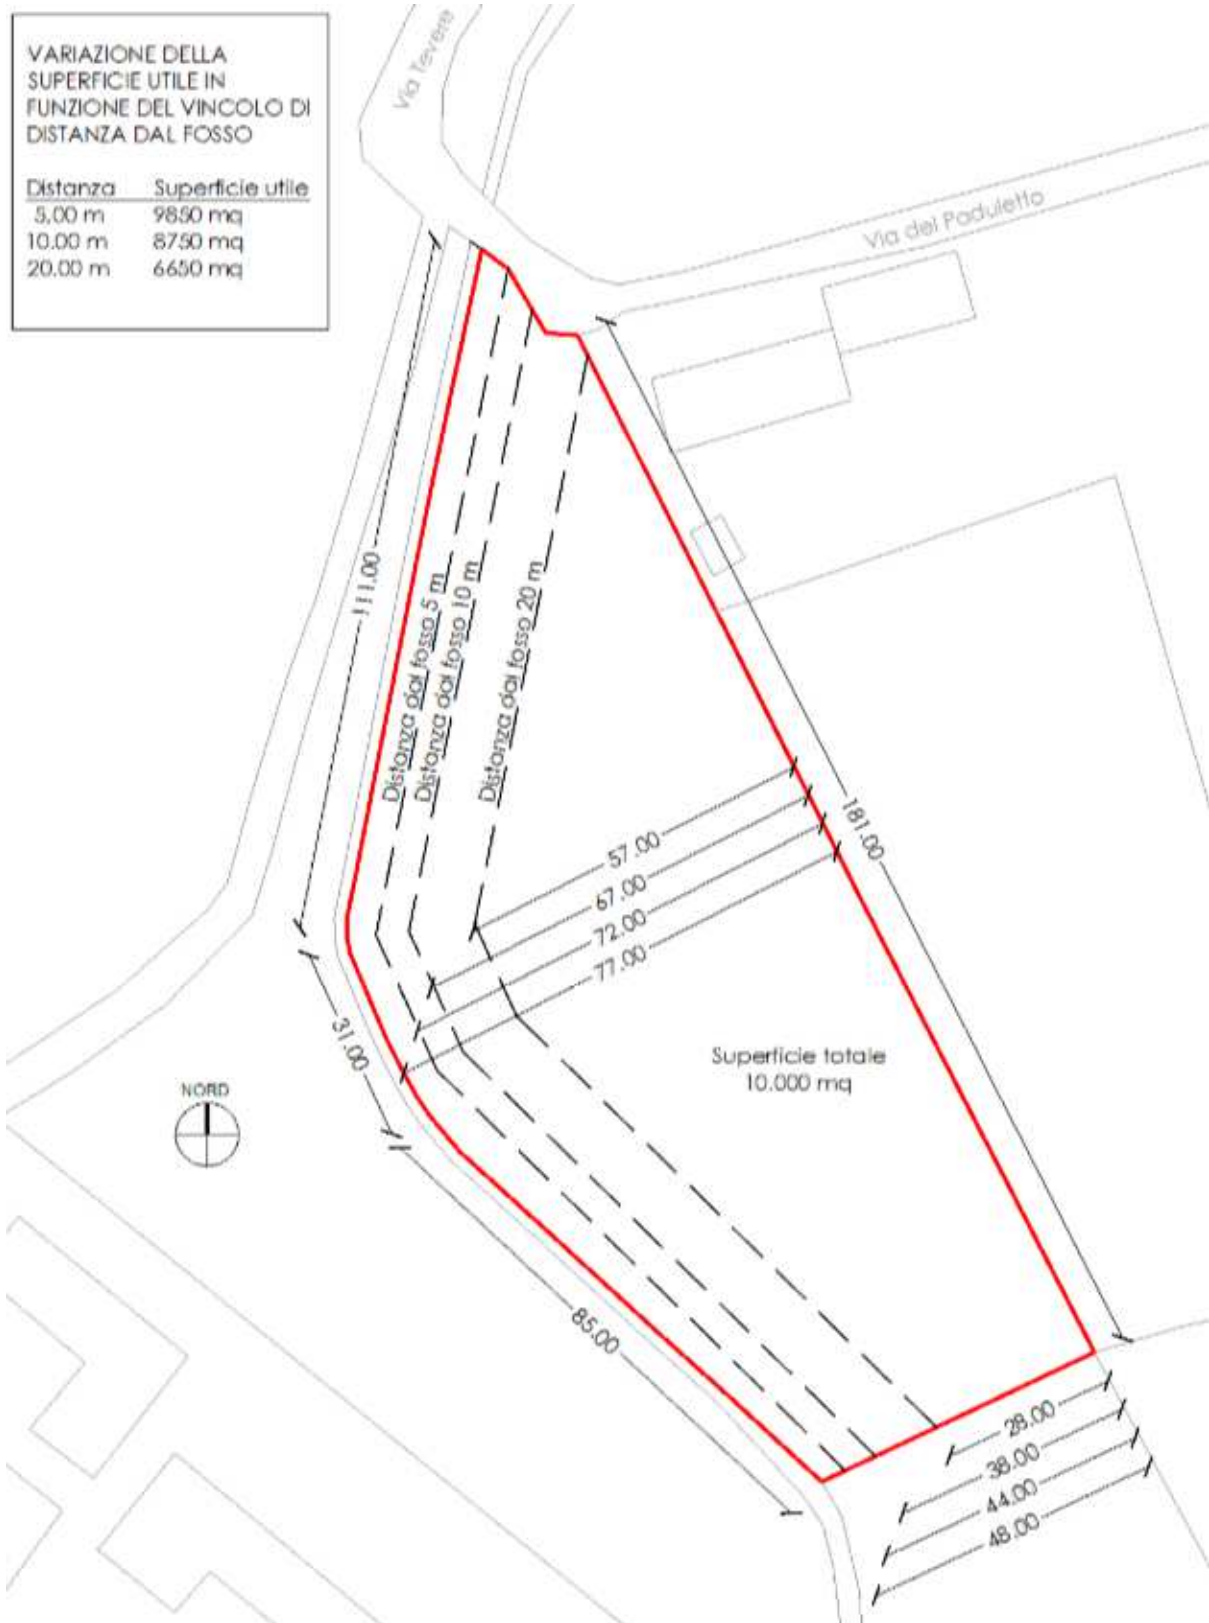 VARIAZIONE DELLA
SUPERFICIE UTILE IN
FUNZIONE DEL VINCOLO DI
DISTANZA DAL FOSSO
Distanza Superficie utile
5.00 m 9850 mq
10.00 m 8750 mq
20.00 m 6650 mq
Via Tevere
Via del Paduletto
111.00
Distanza dal fosso 5 m
Distanza dal fosso 10 m
Distanza dal fosso 20 m
181.00
57.00
67.00
72.00
77.00
31.00
Superficie totale
10.000 mq
NORD
85.00
28.00
38.00
44.00
48.00